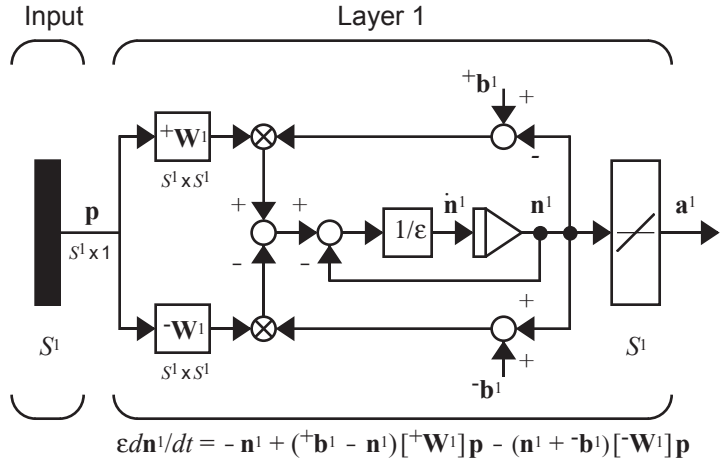 Input
Layer 1
⁺b¹
+
-
⁺W¹
S¹ x S¹
p
S¹ x 1
+
-
+
-
1/ε
ṅ¹
n¹
a¹
⁻W¹
S¹ x S¹
+
+
⁻b¹
S¹
S¹
εdn¹/dt = - n¹ + (⁺b¹ - n¹)[⁺W¹]p - (n¹ + ⁻b¹)[⁻W¹]p